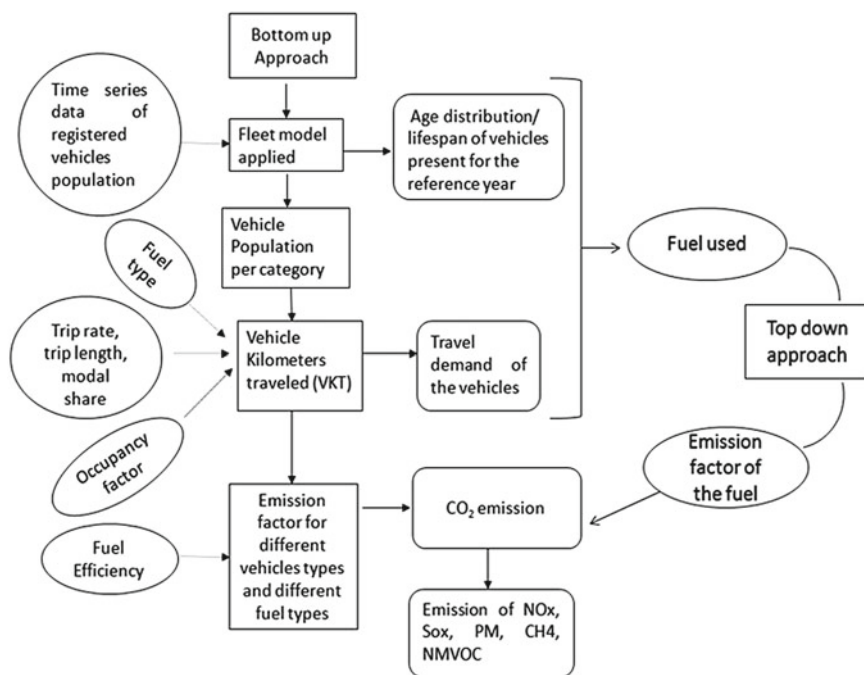 Bottom up
Approach
Time series
data of
registered
vehicles
population
Fleet model
applied
Age distribution/
lifespan of vehicles
present for the
reference year
Vehicle
Population
per category
Fuel
type
Fuel used
Trip rate,
trip length,
modal
share
Vehicle
Kilometers
traveled (VKT)
Travel
demand of
the vehicles
Top down
approach
Occupancy
factor
Emission
factor of
the fuel
Emission
factor for
different
vehicles types
and different
fuel types
CO₂ emission
Fuel
Efficiency
Emission of NOx,
Sox, PM, CH4,
NMVOC